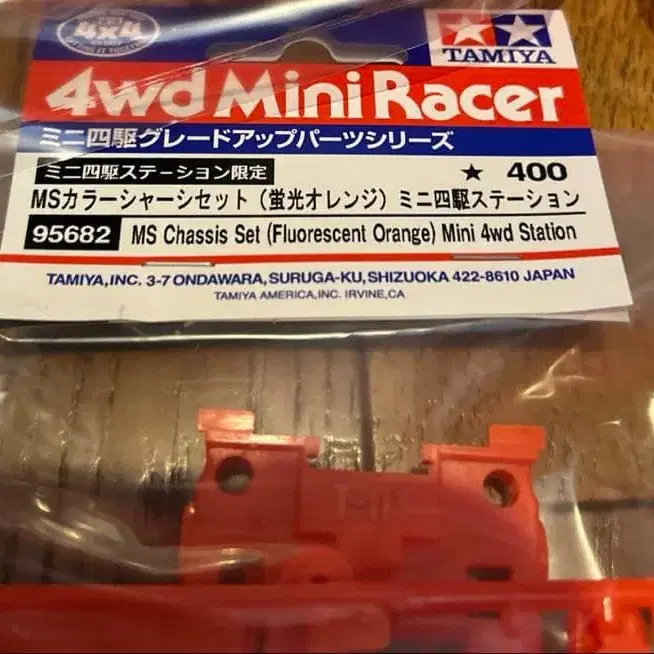 4x4
TAMIYA
4wd Mini Racer
ミニ四駆グレードアップパーツシリーズ
ミニ四駆ステーション限定
★ 400
MSカラーシャーシセット（蛍光オレンジ）ミニ四駆ステーション
95682 MS Chassis Set (Fluorescent Orange) Mini 4wd Station
TAMIYA, INC. 3-7 ONDAWARA, SURUGA-KU, SHIZUOKA 422-8610 JAPAN
TAMIYA AMERICA, INC. IRVINE, CA